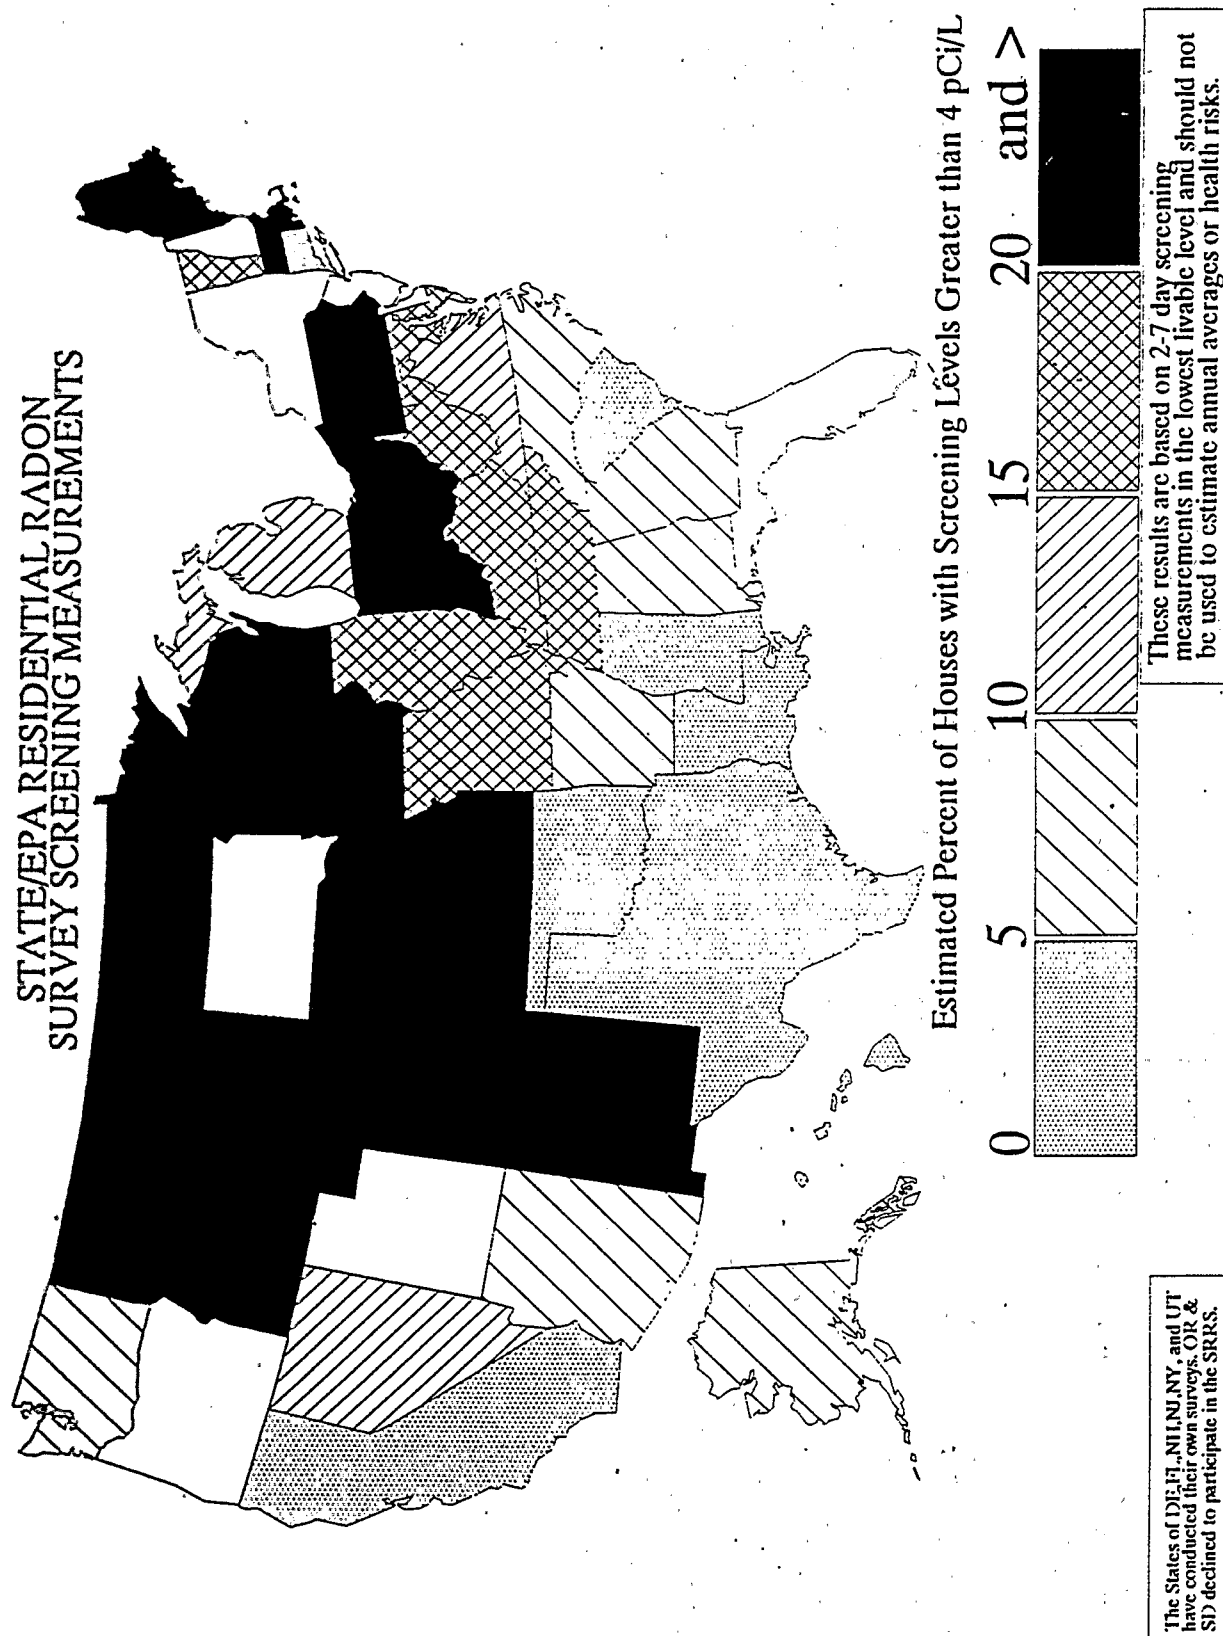 STATE/EPA RESIDENTIAL RADON
SURVEY SCREENING MEASUREMENTS
Estimated Percent of Houses with Screening Levels Greater than 4 pCi/L
0 5 10 15 20 and >
These results are based on 2-7 day screening
measurements in the lowest livable level and should not
be used to estimate annual averages or health risks.
The States of DE,FL,NH,NJ,NY, and UT
have conducted their own surveys. OR &
SD declined to participate in the SRRS.